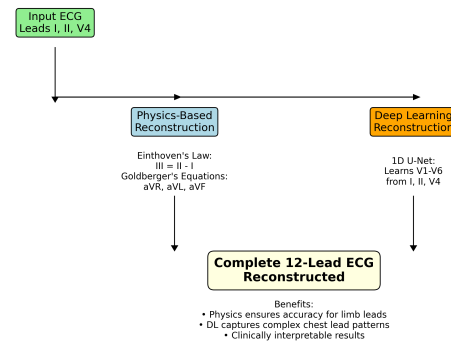 Input ECG
Leads I, II, V4
Physics-Based
Reconstruction
Deep Learning
Reconstruction
Einthoven's Law:
III = II - I
Goldberger's Equations:
aVR, aVL, aVF
1D U-Net:
Learns V1-V6
from I, II, V4
Complete 12-Lead ECG
Reconstructed
Benefits:
• Physics ensures accuracy for limb leads
• DL captures complex chest lead patterns
• Clinically interpretable results